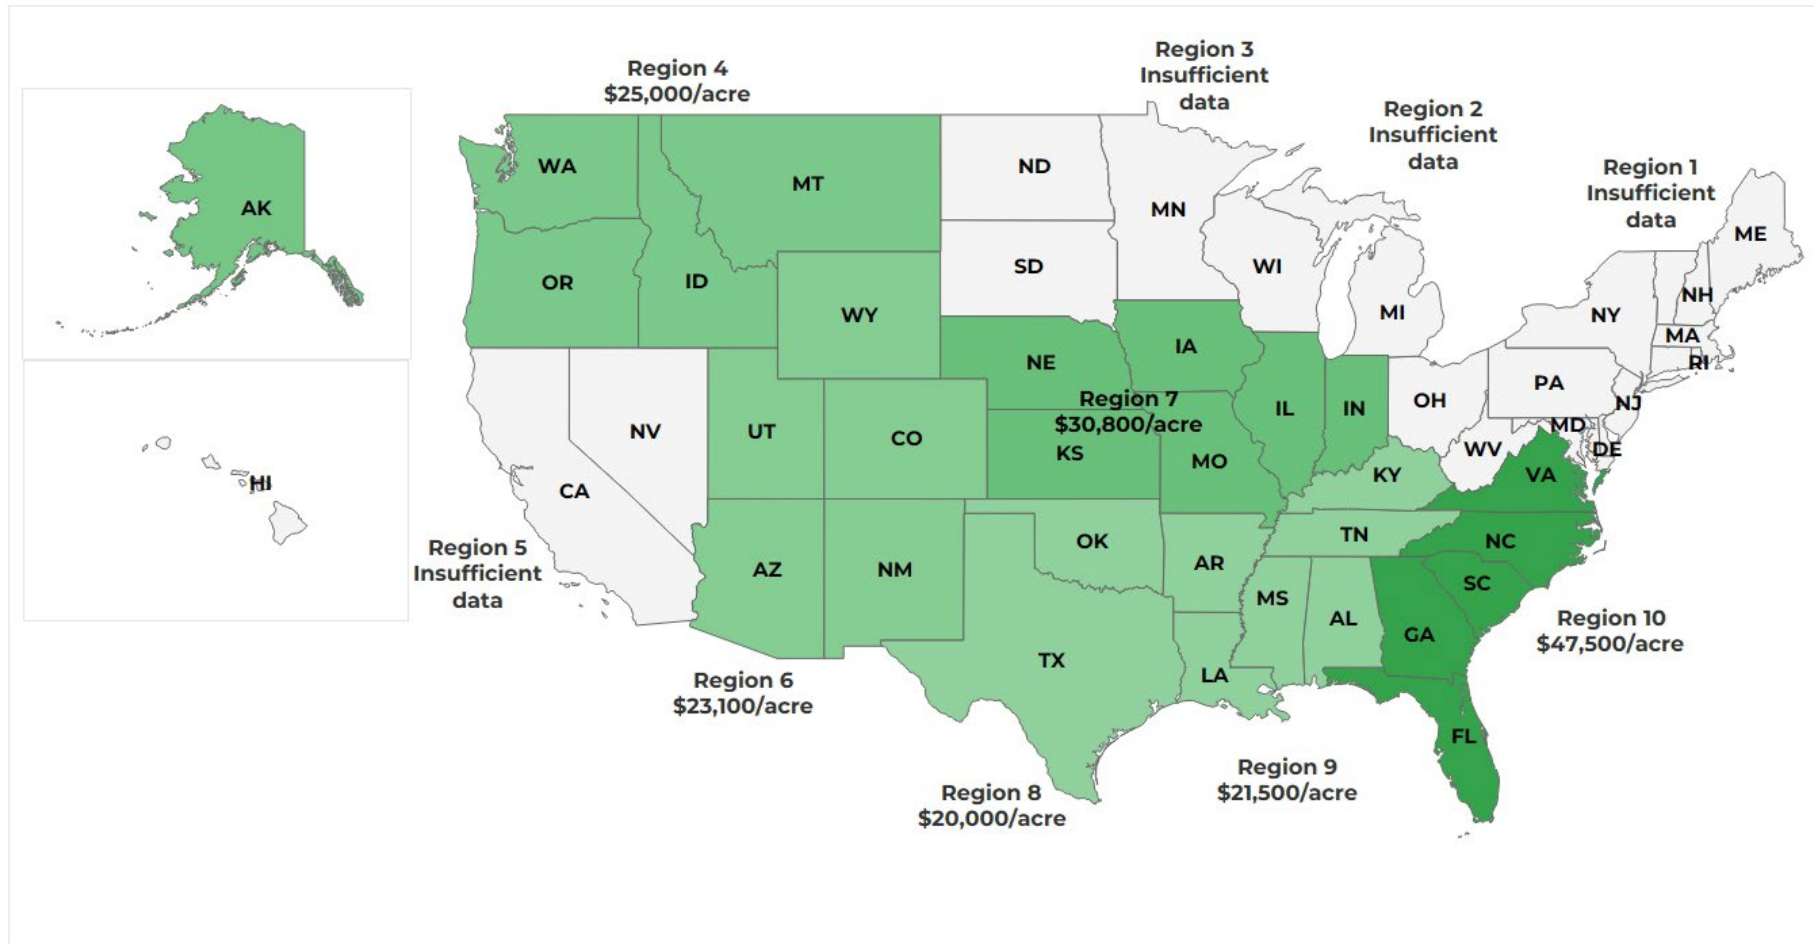 Region 3
Insufficient
data
Region 4
$25,000/acre
Region 2
Insufficient
data
Region 1
Insufficient
data
WA
MT
ND
MN
AK
ME
OR
ID
SD
WI
NH
WY
MI
NY
MA
RI
NE
IA
PA
Region 7
$30,800/acre
OH
NJ
IL
IN
MD
NV
UT
CO
KS
MO
WV
DE
KY
VA
CA
HI
OK
TN
NC
Region 5
Insufficient
data
AZ
NM
AR
SC
MS
AL
GA
Region 10
$47,500/acre
TX
LA
Region 6
$23,100/acre
FL
Region 9
$21,500/acre
Region 8
$20,000/acre